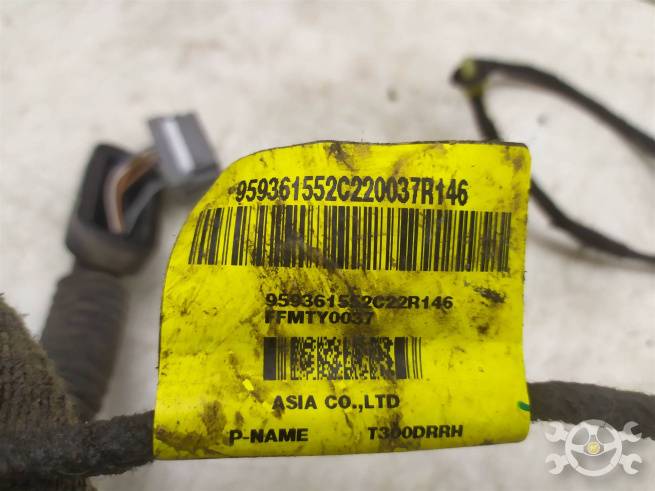 959361552C220037R146
959361552C22R146
FFMTY0037
ASIA CO.,LTD
P-NAME T300DRRH